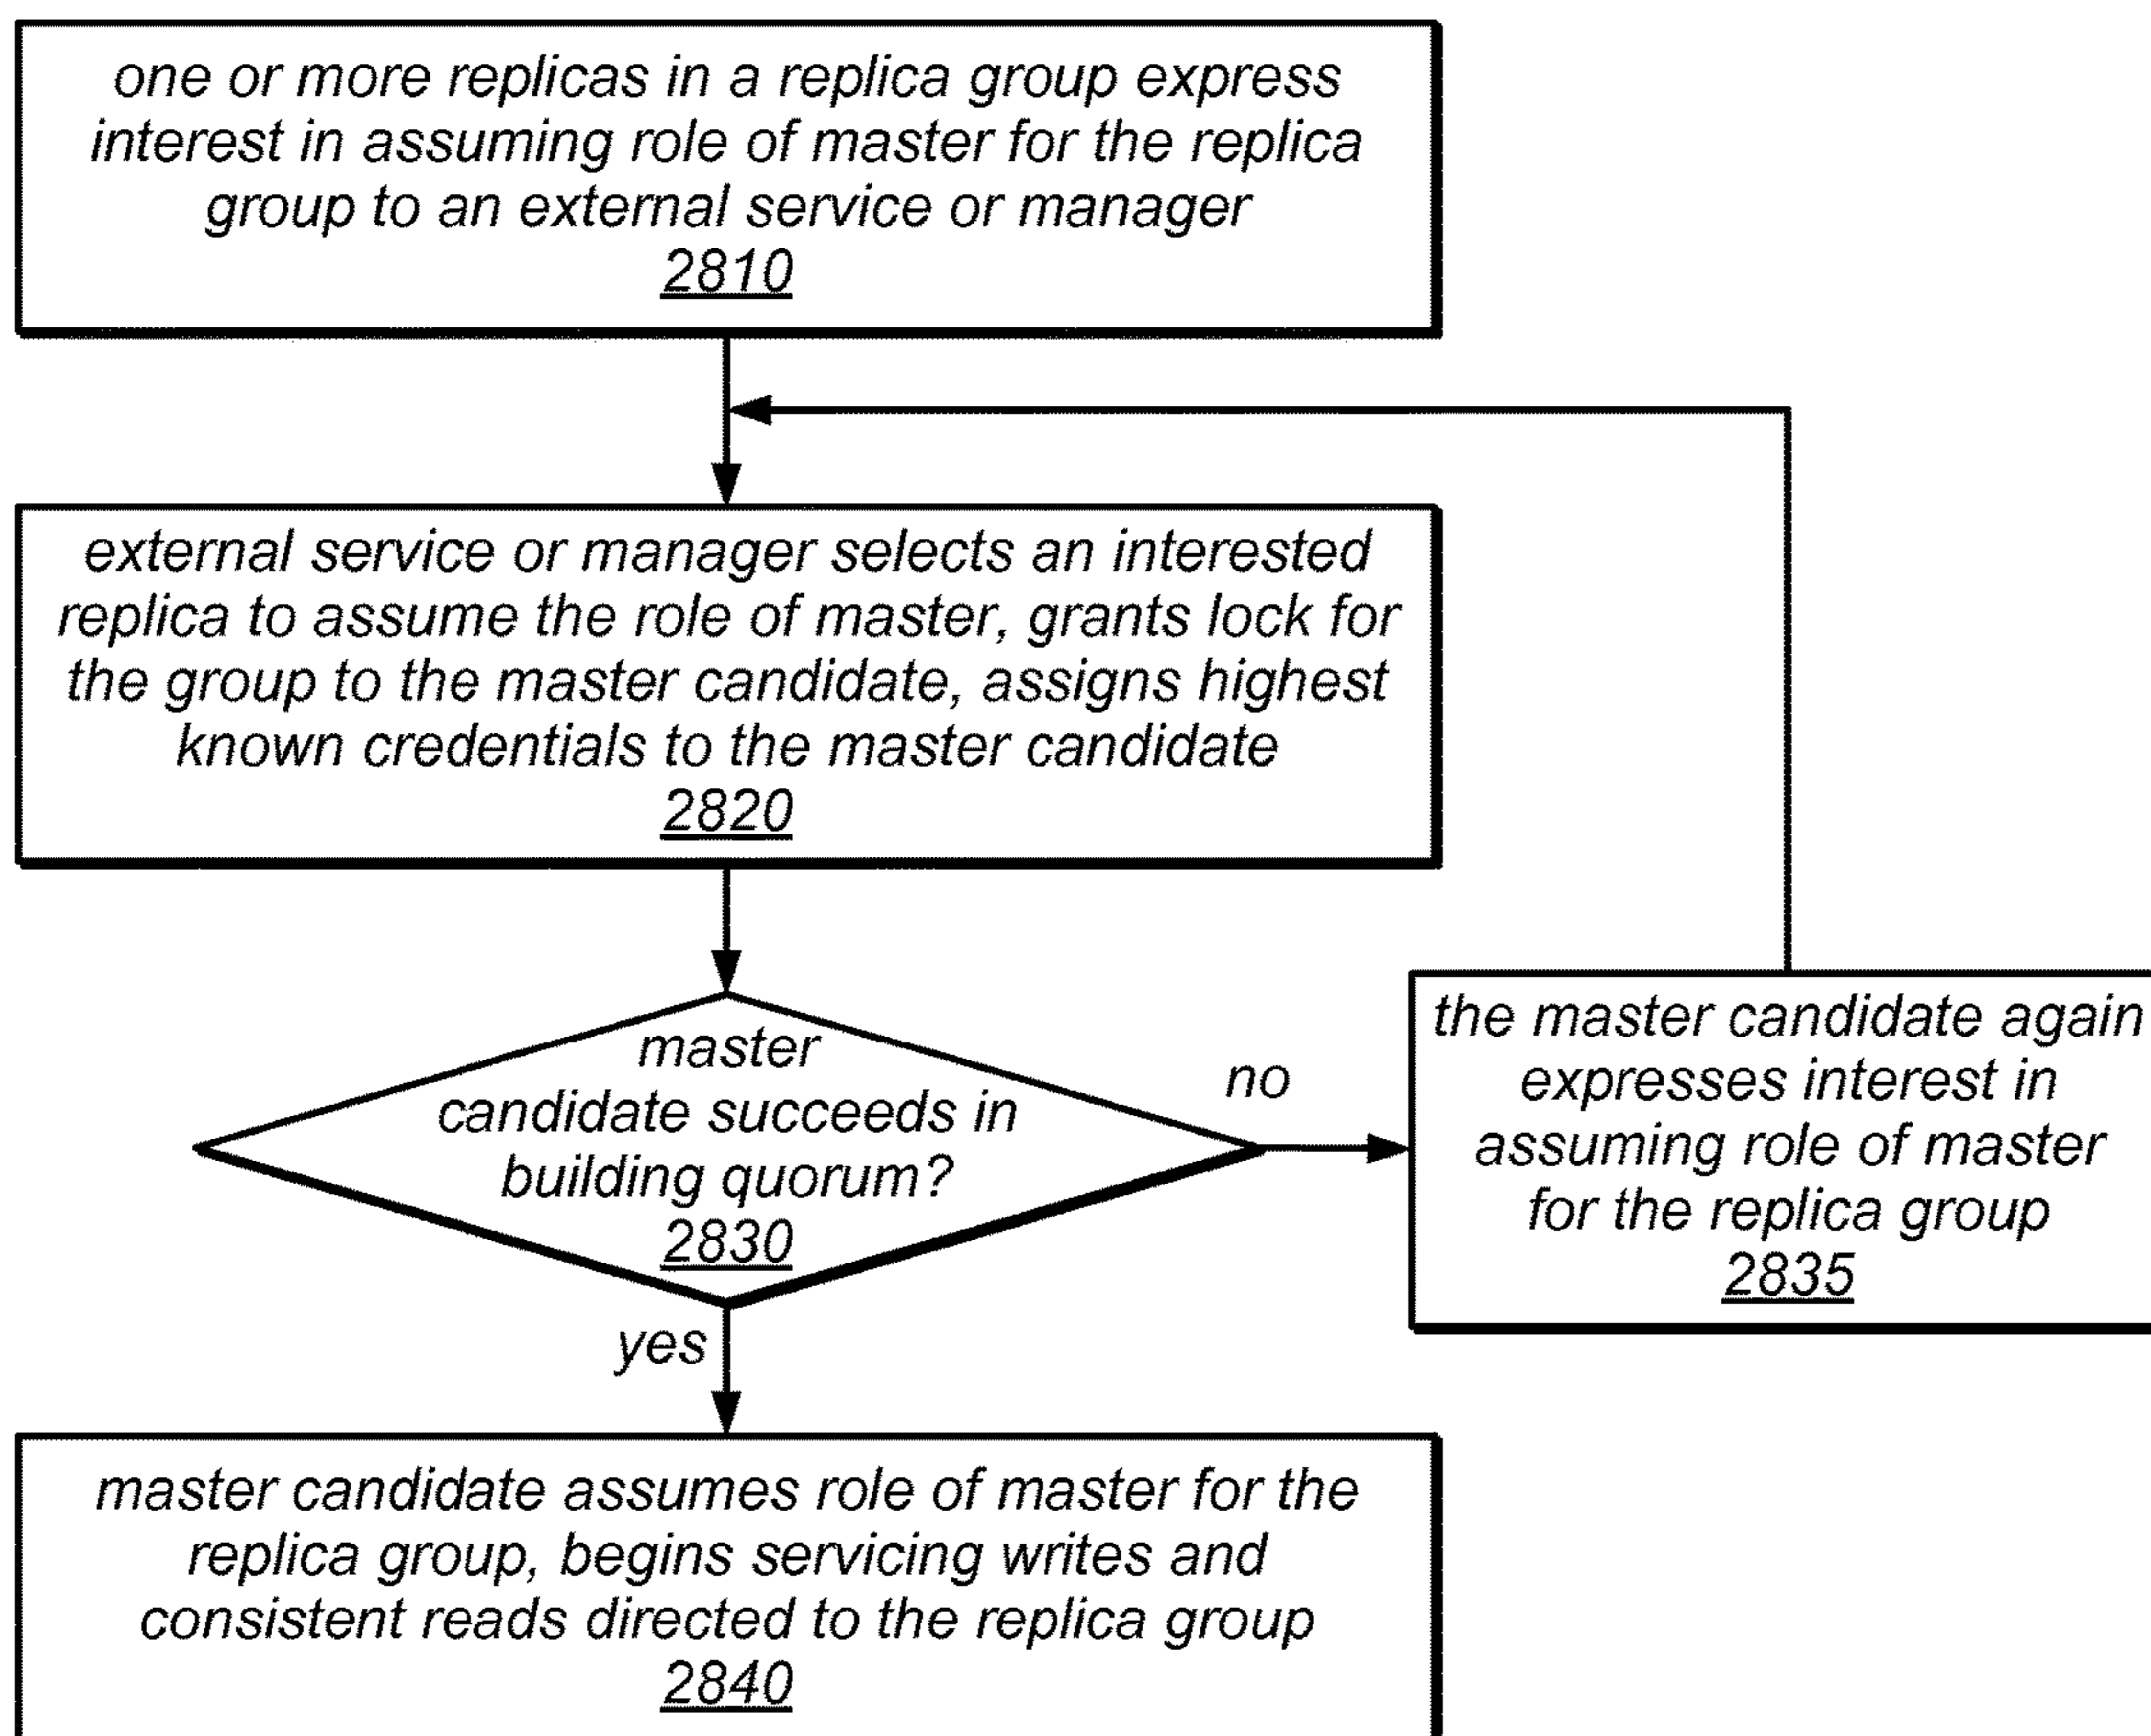 one or more replicas in a replica group express
interest in assuming role of master for the replica
group to an external service or manager
2810
external service or manager selects an interested
replica to assume the role of master, grants lock for
the group to the master candidate, assigns highest
known credentials to the master candidate
2820
master
candidate succeeds in
building quorum?
2830
no
the master candidate again
expresses interest in
assuming role of master
for the replica group
2835
yes
master candidate assumes role of master for the
replica group, begins servicing writes and
consistent reads directed to the replica group
2840